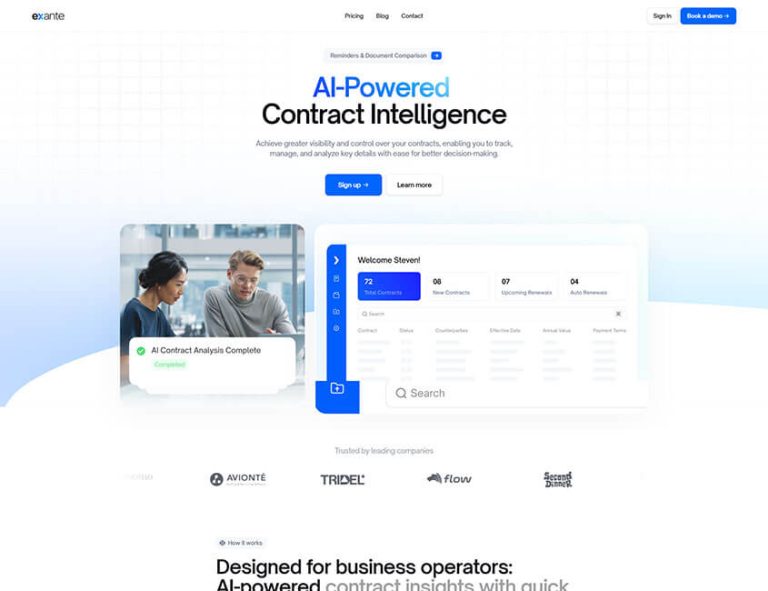 exante
Pricing
Blog
Contact
Sign In
Book a demo →
Reminders & Document Comparison →
AI-Powered
Contract Intelligence
Achieve greater visibility and control over your contracts, enabling you to track,
manage, and analyze key details with ease for better decision-making.
Sign up →
Learn more
AI Contract Analysis Complete
Completed
Welcome Steven!
72
Total Contracts
08
New Contracts
07
Upcoming Renewals
04
Auto Renewals
Search
Contract
Status
Counterparties
Effective Date
Annual Value
Payment Terms
Search
Trusted by leading companies
AVIONTÉ
TRIDEL
flow
Second
Dinner
How it works
Designed for business operators:
AI-powered contract insights with quick